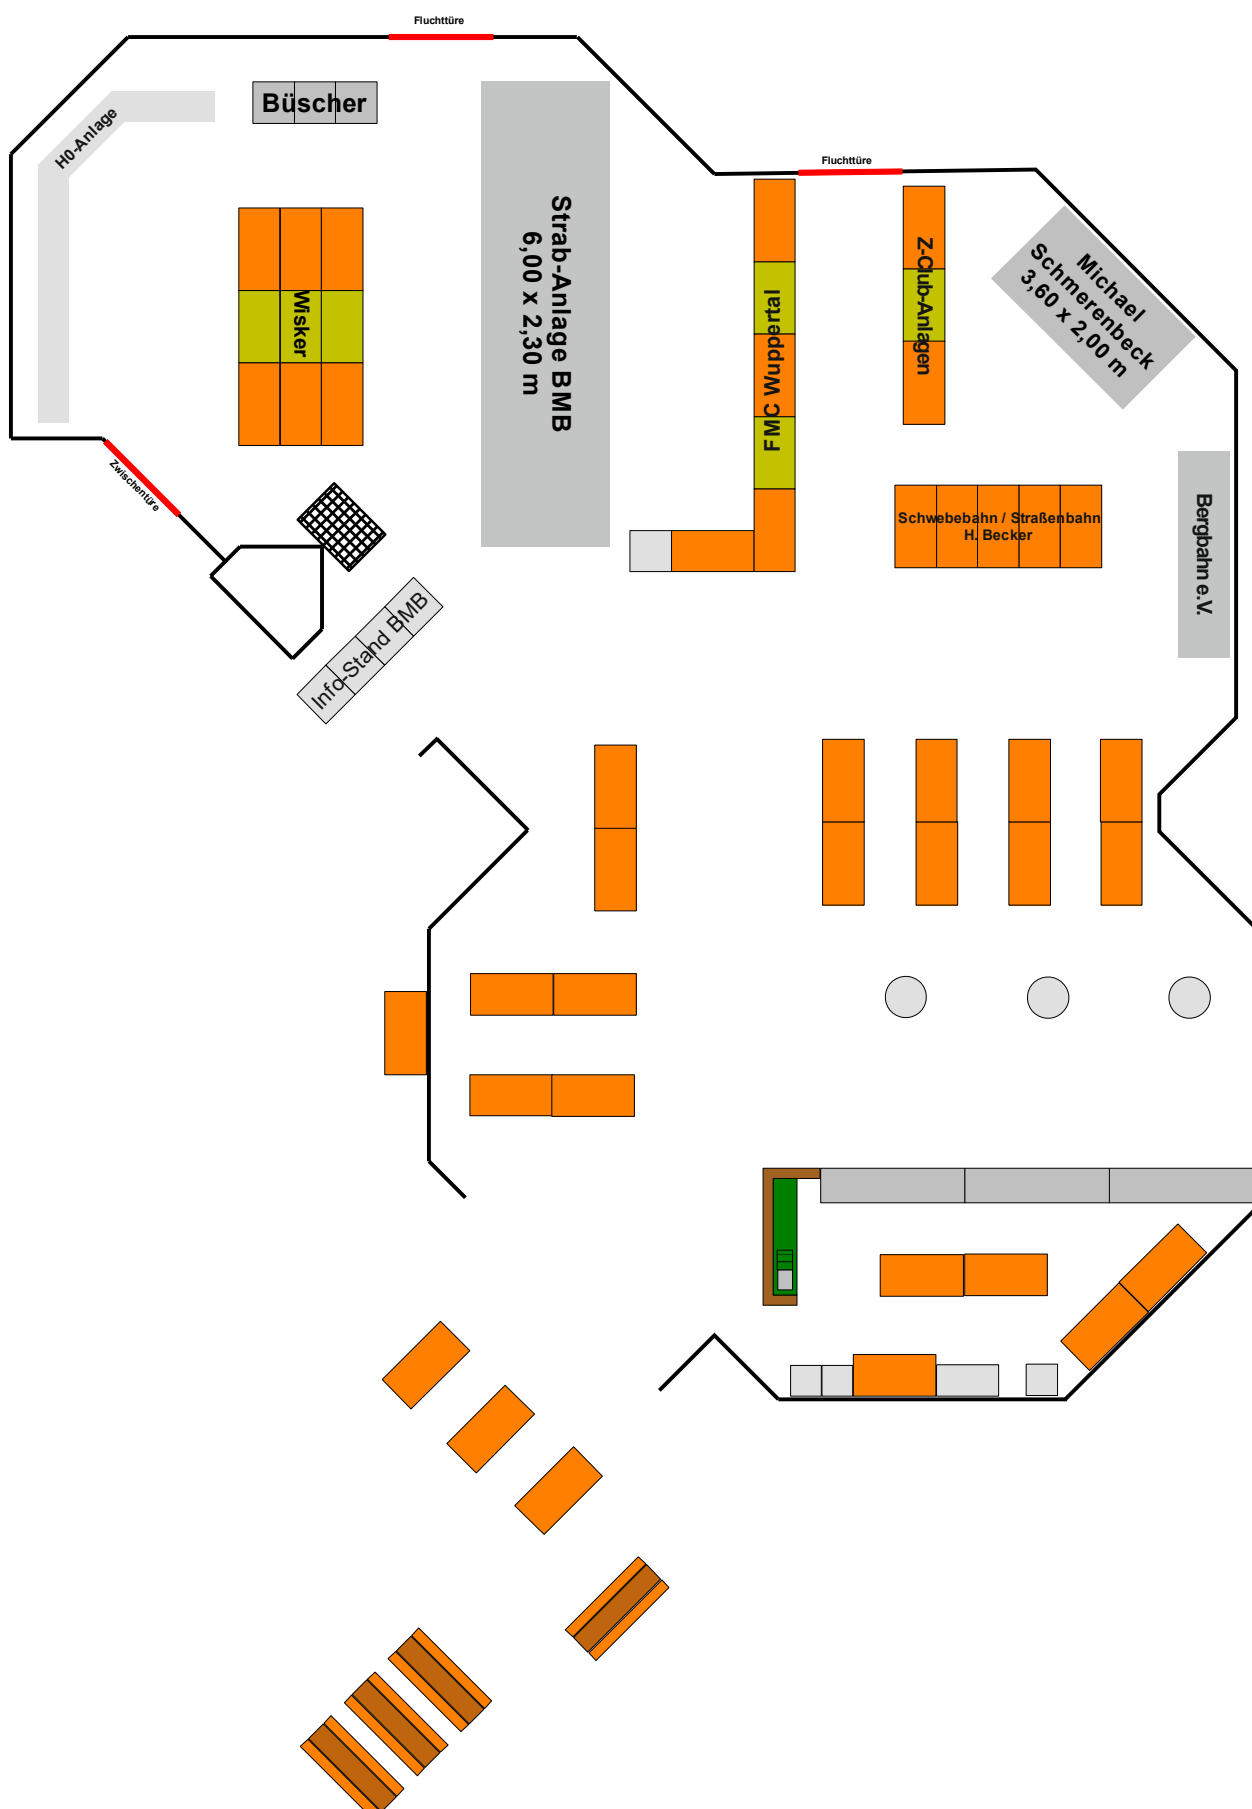 Fluchttüre
Büscher
H0-Anlage
Fluchttüre
Strab-Anlage BMB
6,00 x 2,30 m
Wisker
FMC Wuppertal
Z-Club-Anlagen
Michael
Schmerenbeck
3,60 x 2,00 m
Zwischentüre
Schwebebahn / Straßenbahn
H. Becker
Bergbahn e.V.
Info-Stand BMB